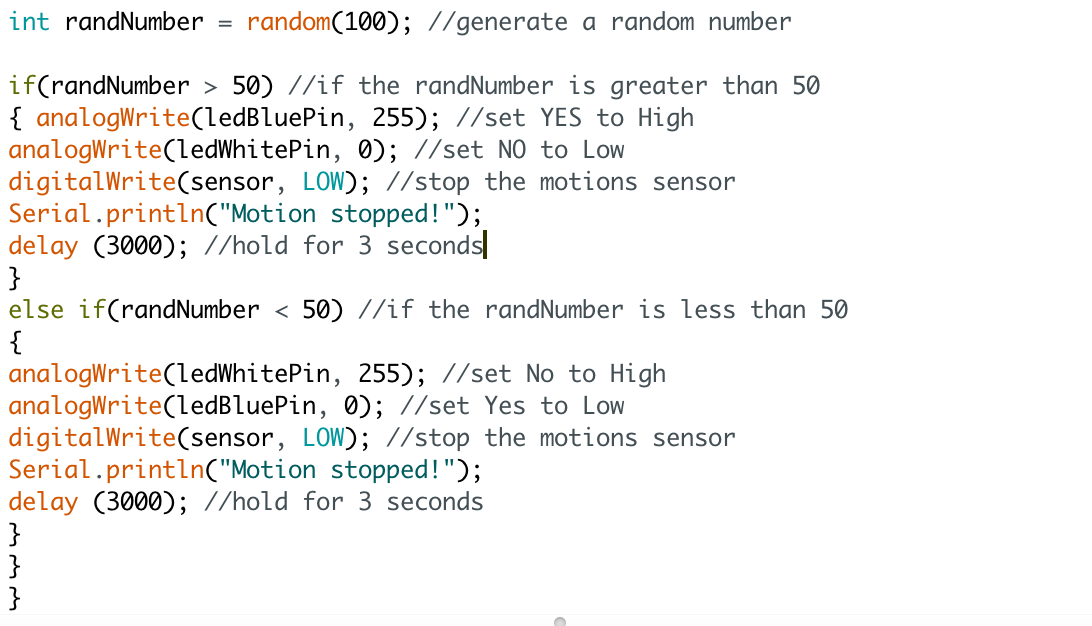 int randNumber = random(100); //generate a random number
if(randNumber > 50) //if the randNumber is greater than 50
{ analogWrite(ledBluePin, 255); //set YES to High
analogWrite(ledWhitePin, 0); //set NO to Low
digitalWrite(sensor, LOW); //stop the motions sensor
Serial.println("Motion stopped!");
delay (3000); //hold for 3 seconds
}
else if(randNumber < 50) //if the randNumber is less than 50
{
analogWrite(ledWhitePin, 255); //set No to High
analogWrite(ledBluePin, 0); //set Yes to Low
digitalWrite(sensor, LOW); //stop the motions sensor
Serial.println("Motion stopped!");
delay (3000); //hold for 3 seconds
}
}
}